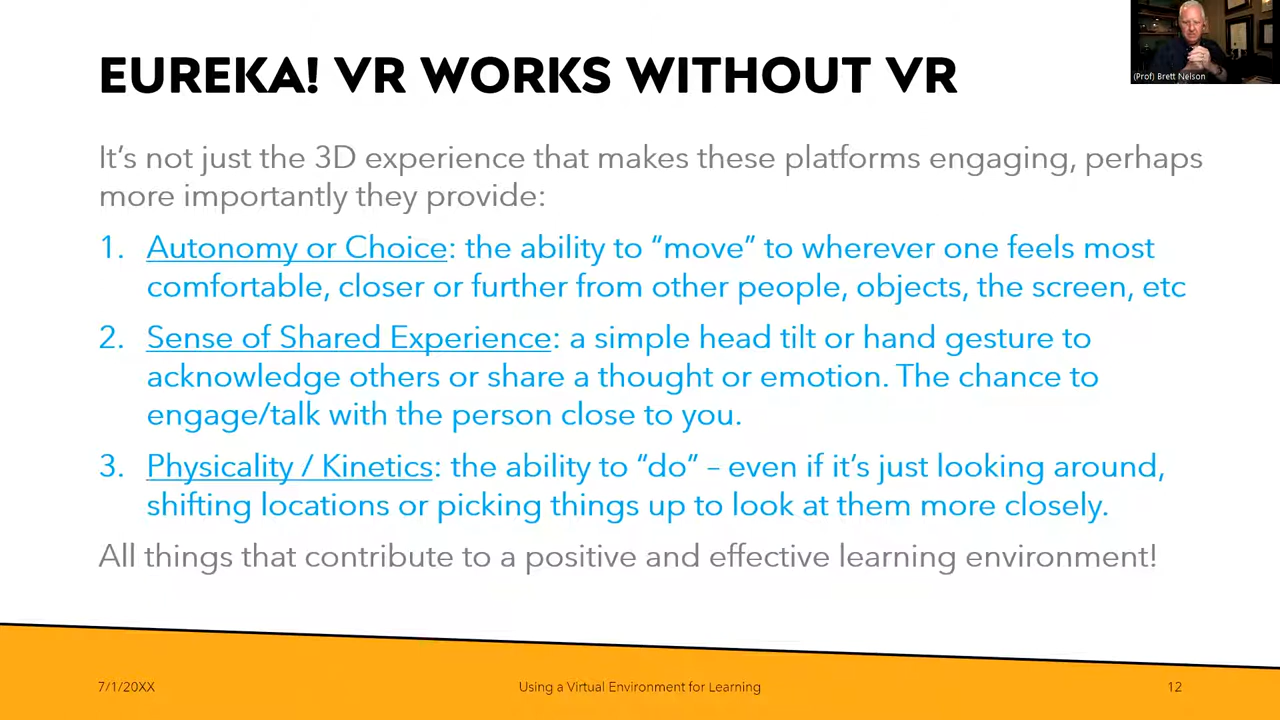 EUREKA! VR WORKS WITHOUT VR
(Prof) Brett Nelson
It’s not just the 3D experience that makes these platforms engaging, perhaps
more importantly they provide:
1. Autonomy or Choice: the ability to “move” to wherever one feels most
comfortable, closer or further from other people, objects, the screen, etc
2. Sense of Shared Experience: a simple head tilt or hand gesture to
acknowledge others or share a thought or emotion. The chance to
engage/talk with the person close to you.
3. Physicality / Kinetics: the ability to “do” – even if it’s just looking around,
shifting locations or picking things up to look at them more closely.
All things that contribute to a positive and effective learning environment!
7/1/20XX
Using a Virtual Environment for Learning
12